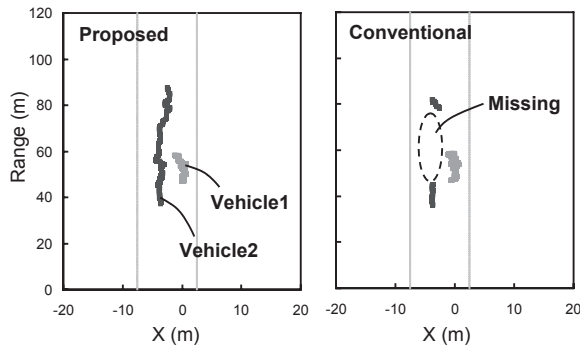 Proposed
Conventional
120
100
80
60
40
20
0
Range (m)
Missing
Vehicle1
Vehicle2
-20 -10 0 10 20
-20 -10 0 10 20
X (m)
X (m)